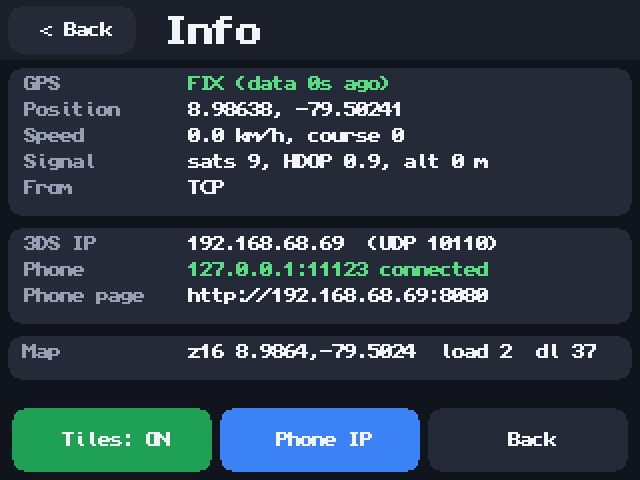 < Back
Info
GPS FIX (data 0s ago)
Position 8.98638, -79.50241
Speed 0.0 km/h, course 0
Signal sats 9, HDOP 0.9, alt 0 m
From TCP
3DS IP 192.168.68.69 (UDP 10110)
Phone 127.0.0.1:11123 connected
Phone page http://192.168.68.69:8080
Map z16 8.9864,-79.5024 load 2 dl 37
Tiles: ON
Phone IP
Back